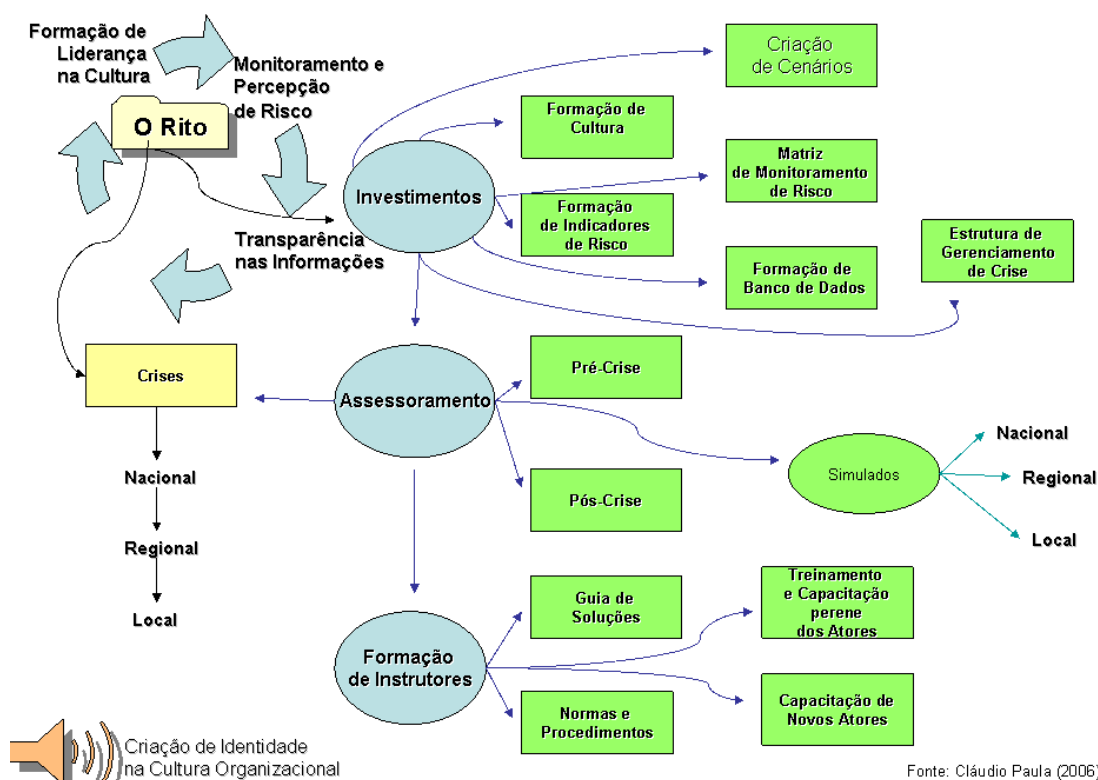 Formação de
Liderança
na Cultura
Monitoramento e
Percepção
de Risco
O Rito
Transparência
nas Informações
Investimentos
Criação
de Cenários
Formação de
Cultura
Matriz
de Monitoramento
de Risco
Formação
de Indicadores
de Risco
Formação de
Banco de Dados
Estrutura de
Gerenciamento
de Crise
Crises
Nacional
Regional
Local
Assessoramento
Pré-Crise
Pós-Crise
Simulados
Nacional
Regional
Local
Formação
de Instrutores
Guia de
Soluções
Treinamento
e Capacitação
perene
dos Atores
Normas e
Procedimentos
Capacitação de
Novos Atores
Criação de Identidade
na Cultura Organizacional
Fonte: Cláudio Paula (2006)